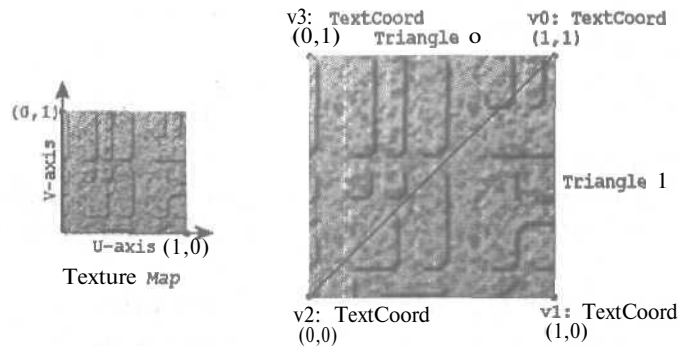 v3: TextCoord
(0,1)
Triangle o
v0: TextCoord
(1,1)
(0,1)
V-axis
U-axis (1,0)
Texture Map
Triangle 1
v2: TextCoord
(0,0)
v1: TextCoord
(1,0)